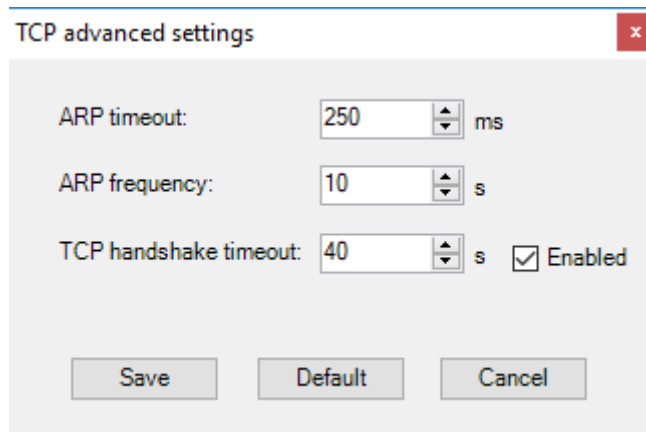 TCP advanced settings x
ARP timeout: 250 ms
ARP frequency: 10 s
TCP handshake timeout: 40 s Enabled
Save Default Cancel